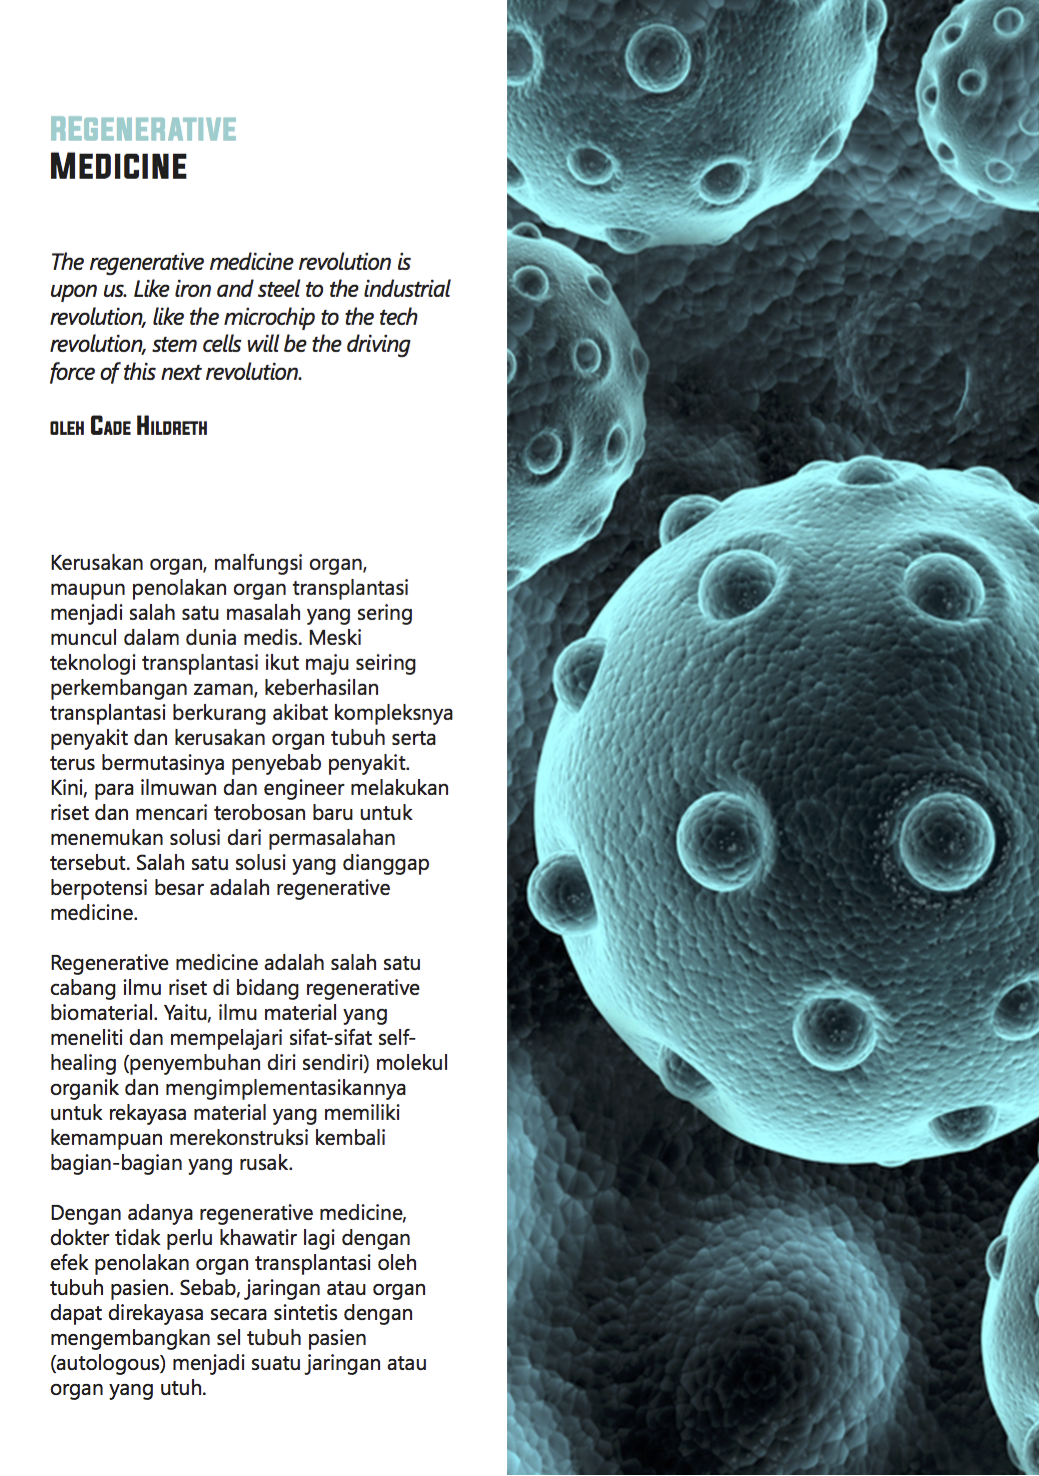 REGENERATIVE
MEDICINE
The regenerative medicine revolution is
upon us. Like iron and steel to the industrial
revolution, like the microchip to the tech
revolution, stem cells will be the driving
force of this next revolution.
OLEH CADE HILDRETH
Kerusakan organ, malfungsi organ,
maupun penolakan organ transplantasi
menjadi salah satu masalah yang sering
muncul dalam dunia medis. Meski
teknologi transplantasi ikut maju seiring
perkembangan zaman, keberhasilan
transplantasi berkurang akibat kompleksnya
penyakit dan kerusakan organ tubuh serta
terus bermutasinya penyebab penyakit.
Kini, para ilmuwan dan engineer melakukan
riset dan mencari terobosan baru untuk
menemukan solusi dari permasalahan
tersebut. Salah satu solusi yang dianggap
berpotensi besar adalah regenerative
medicine.
Regenerative medicine adalah salah satu
cabang ilmu riset di bidang regenerative
biomaterial. Yaitu, ilmu material yang
meneliti dan mempelajari sifat-sifat self-
healing (penyembuhan diri sendiri) molekul
organik dan mengimplementasikannya
untuk rekayasa material yang memiliki
kemampuan merekonstruksi kembali
bagian-bagian yang rusak.
Dengan adanya regenerative medicine,
dokter tidak perlu khawatir lagi dengan
efek penolakan organ transplantasi oleh
tubuh pasien. Sebab, jaringan atau organ
dapat direkayasa secara sintetis dengan
mengembangkan sel tubuh pasien
(autologous) menjadi suatu jaringan atau
organ yang utuh.